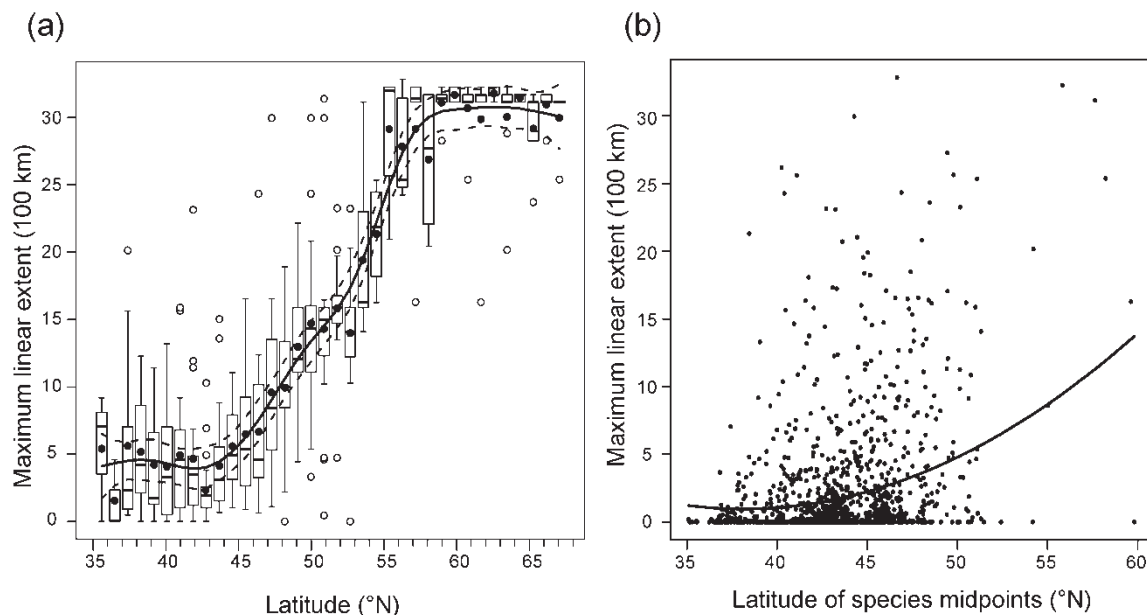 (a)
Maximum linear extent (100 km)
30
25
20
15
10
5
0
35 40 45 50 55 60 65
Latitude (°N)
(b)
Maximum linear extent (100 km)
30
25
20
15
10
5
0
35 40 45 50 55 60
Latitude of species midpoints (°N)